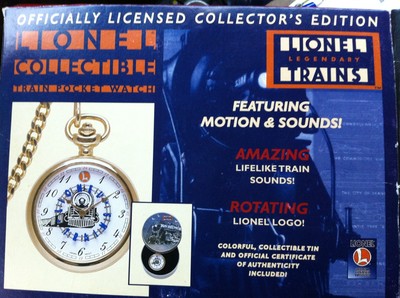 OFFICIALLY LICENSED COLLECTOR'S EDITION
LIONEL
COLLECTIBLE
TRAIN POCKET WATCH
LIONEL
LEGENDARY
TRAINS
FEATURING
MOTION & SOUNDS!
AMAZING
LIFELIKE TRAIN
SOUNDS!
ROTATING
LIONEL LOGO!
COLORFUL, COLLECTIBLE TIN
AND OFFICIAL CERTIFICATE
OF AUTHENTICITY
INCLUDED!
LIONEL
L